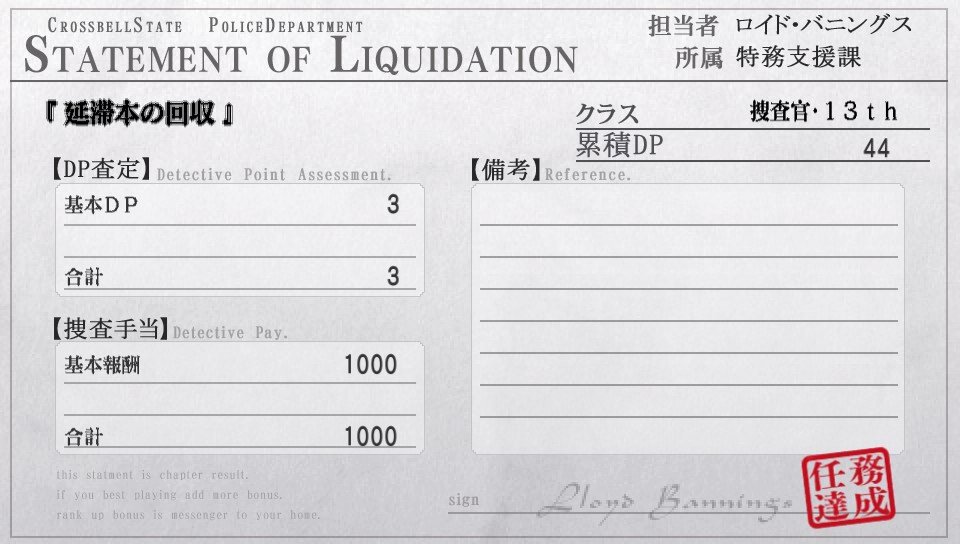 CrossbellState PoliceDepartment
Statement of Liquidation
担当者 ロイド・バニングス
所属 特務支援課
『延滞本の回収』
クラス 捜査官・13th
累積DP 44
【DP査定】Detective Point Assessment.
基本DP 3
合計 3
【捜査手当】Detective Pay.
基本報酬 1000
合計 1000
【備考】Reference.
this statment is chapter result.
if you best playing add more bonus.
rank up bonus is messenger to your home.
sign Lloyd Bannings
任務
達成